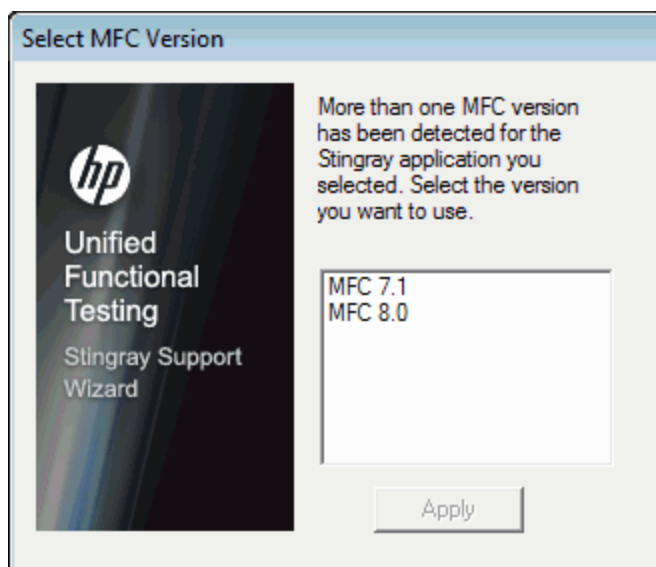 Select MFC Version
hp
Unified
Functional
Testing
Stingray Support
Wizard
More than one MFC version
has been detected for the
Stingray application you
selected. Select the version
you want to use.
MFC 7.1
MFC 8.0
Apply